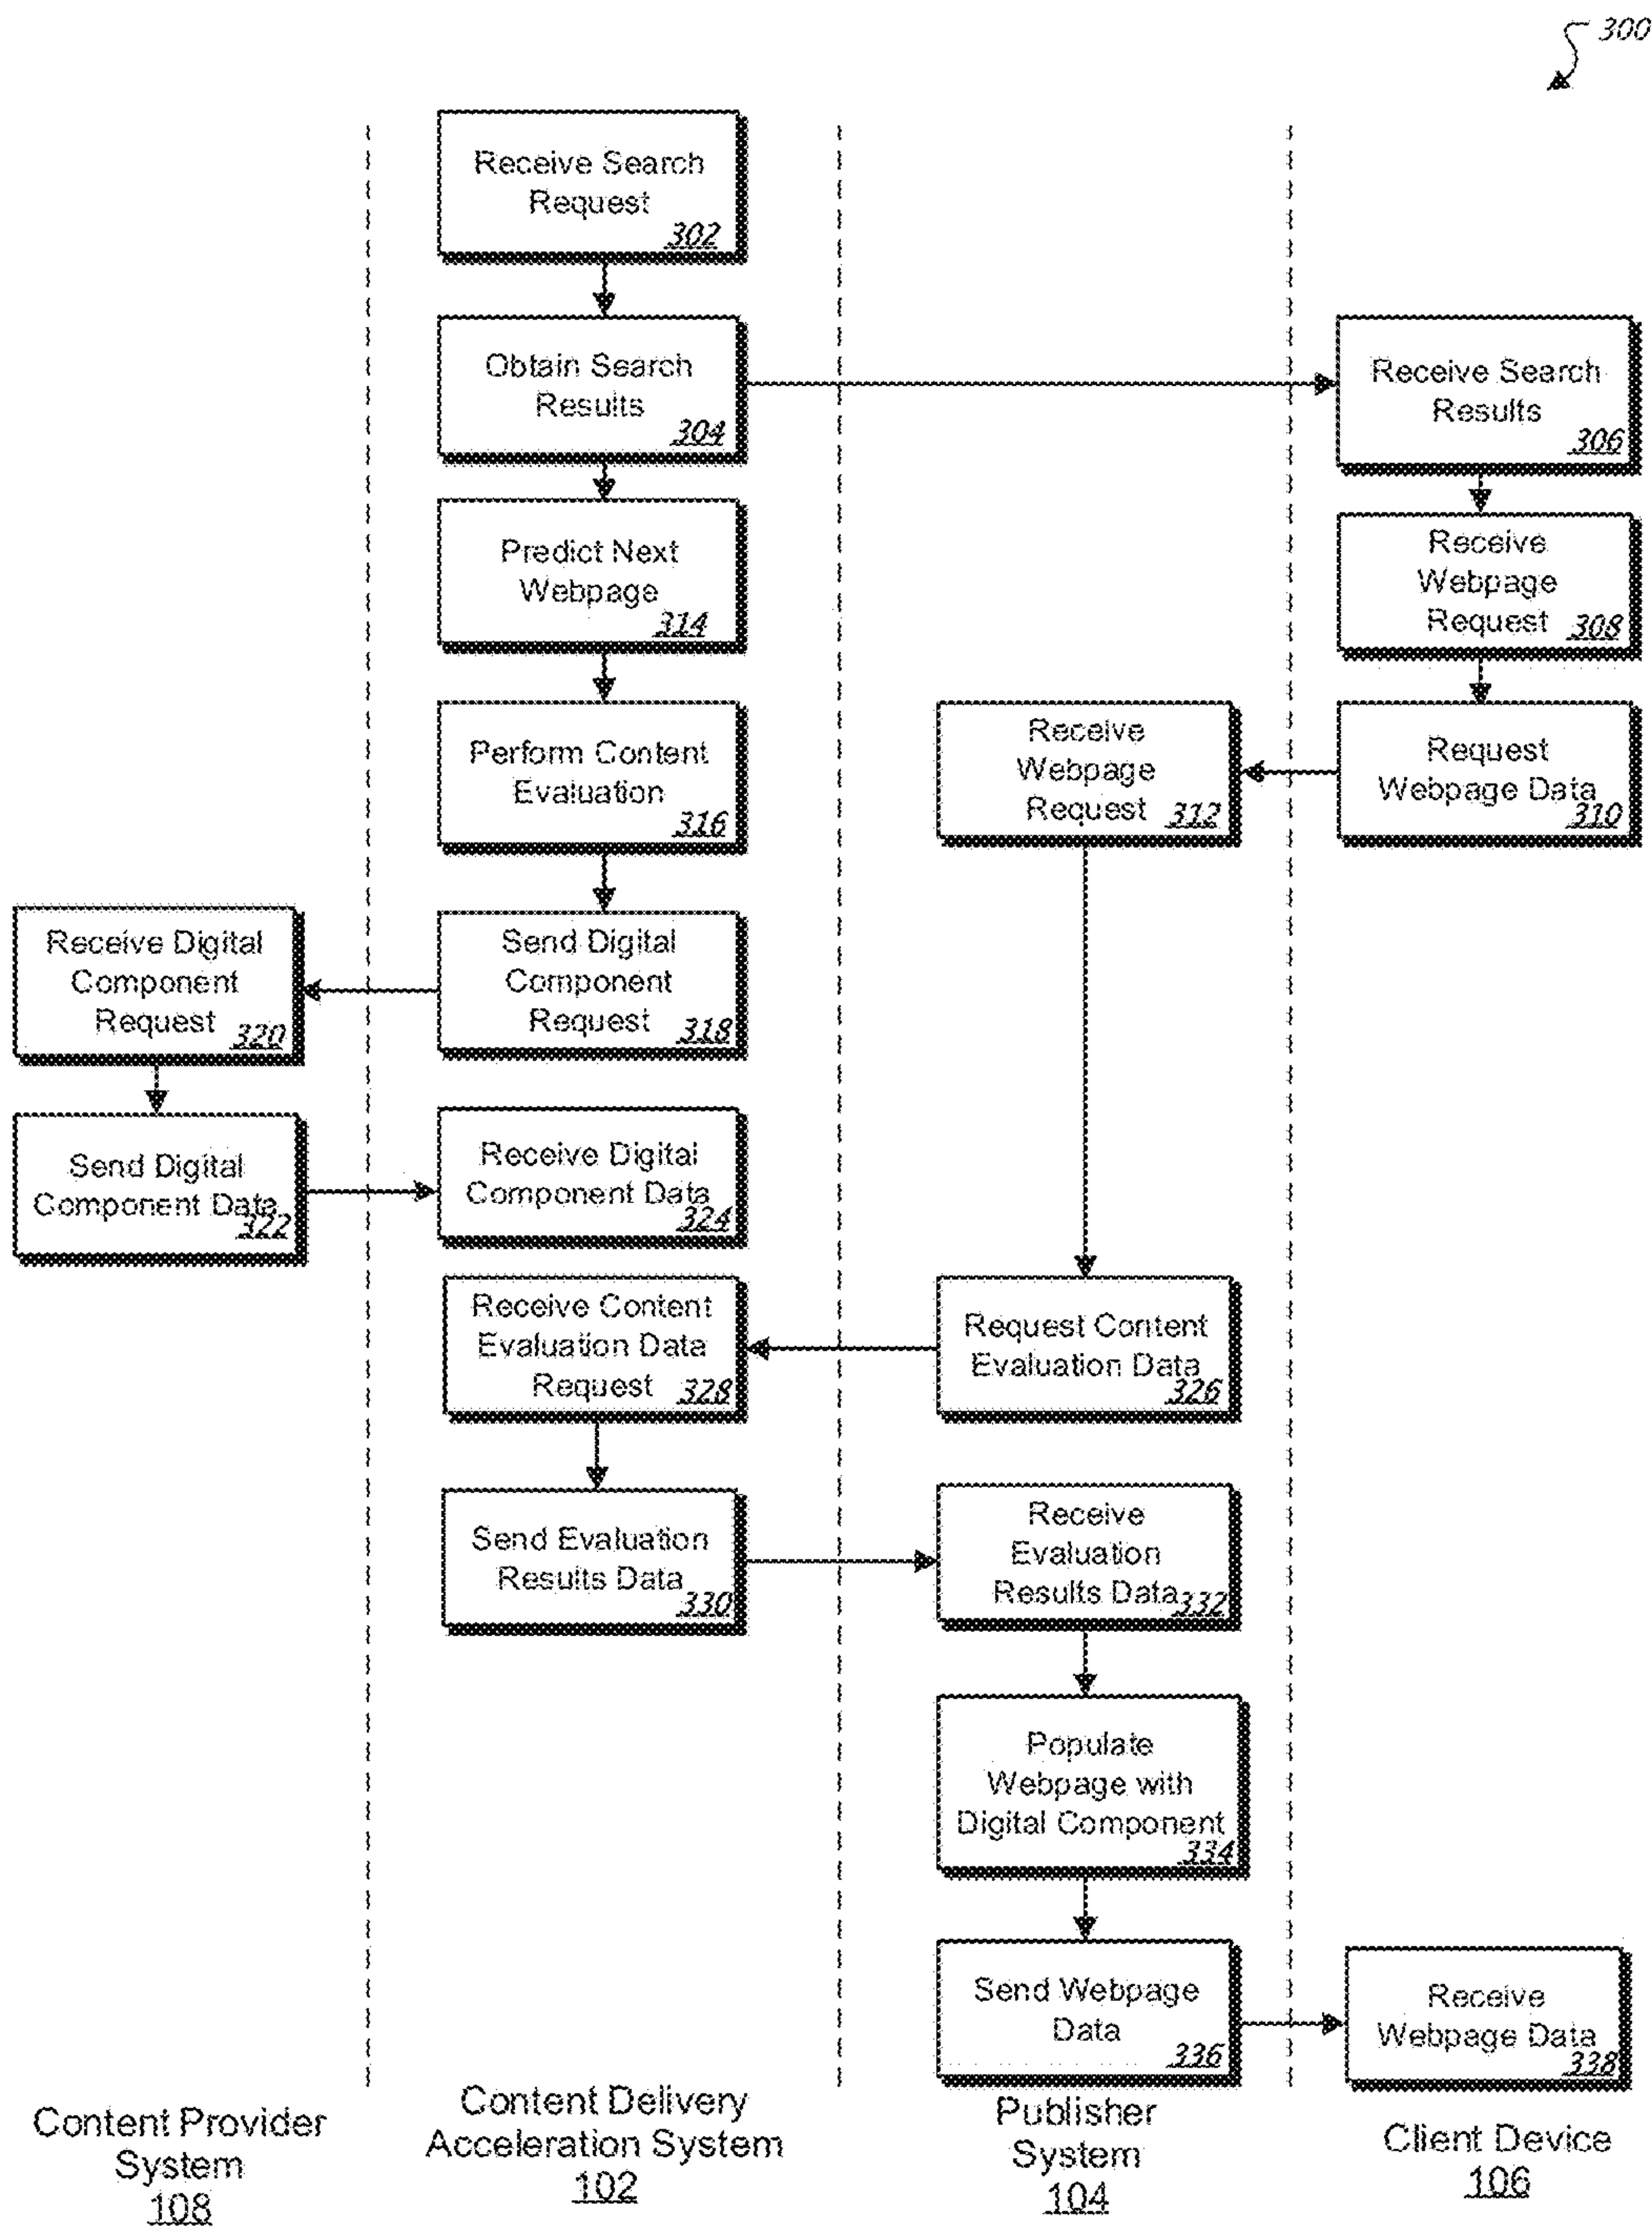 300
Receive Search
Request
302
Obtain Search
Results
304
Receive Search
Results
306
Predict Next
Webpage
314
Receive
Webpage
Request 308
Perform Content
Evaluation
316
Receive
Webpage
Request 312
Request
Webpage Data
310
Receive Digital
Component
Request 320
Send Digital
Component
Request 318
Send Digital
Component Data
322
Receive Digital
Component Data
324
Receive Content
Evaluation Data
Request 328
Request Content
Evaluation Data
326
Send Evaluation
Results Data
330
Receive
Evaluation
Results Data
332
Populate
Webpage with
Digital Component
334
Send Webpage
Data
336
Receive
Webpage Data
338
Content Provider
System
108
Content Delivery
Acceleration System
102
Publisher
System
104
Client Device
106